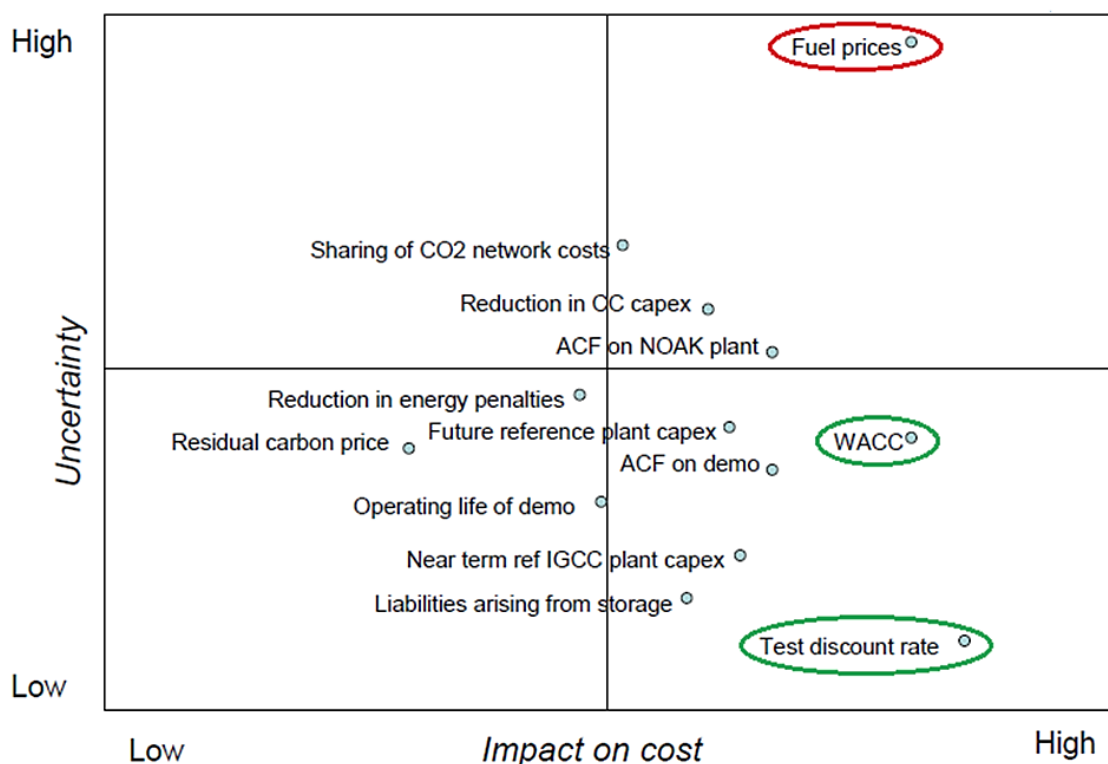 High
Fuel prices
Sharing of CO2 network costs
Reduction in CC capex
ACF on NOAK plant
Uncertainty
Reduction in energy penalties
Future reference plant capex
WACC
Residual carbon price
ACF on demo
Operating life of demo
Near term ref IGCC plant capex
Liabilities arising from storage
Test discount rate
Low
Low
Impact on cost
High